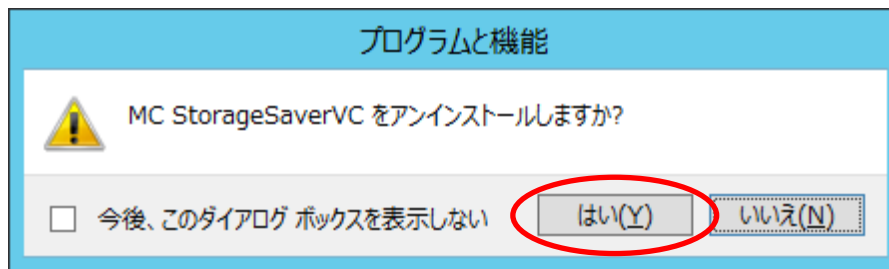 プログラムと機能
MC StorageSaverVC をアンインストールしますか?
今後、このダイアログ ボックスを表示しない
はい(Y)
いいえ(N)